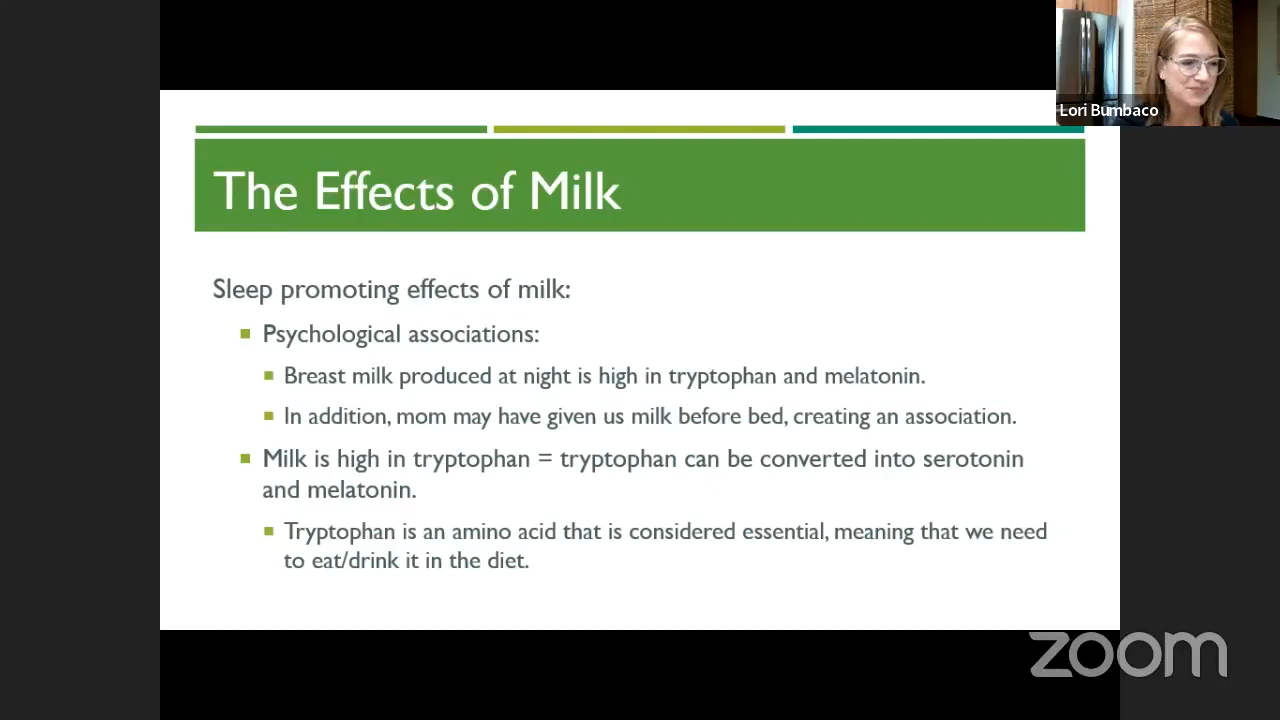 Lori Bumbaco
The Effects of Milk
Sleep promoting effects of milk:
Psychological associations:
Breast milk produced at night is high in tryptophan and melatonin.
In addition, mom may have given us milk before bed, creating an association.
Milk is high in tryptophan = tryptophan can be converted into serotonin
and melatonin.
Tryptophan is an amino acid that is considered essential, meaning that we need
to eat/drink it in the diet.
zoom